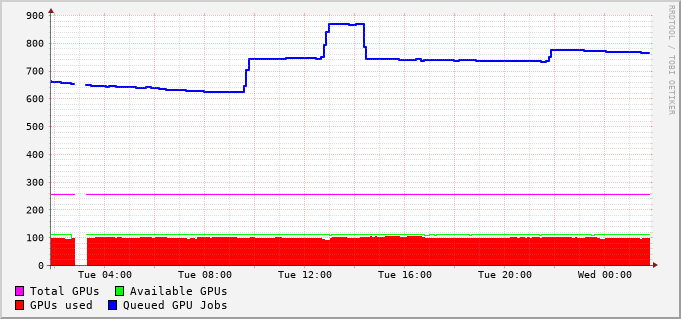 900
800
700
600
500
400
300
200
100
0
Tue 04:00 Tue 08:00 Tue 12:00 Tue 16:00 Tue 20:00 Wed 00:00
Total GPUs Available GPUs
GPUs used Queued GPU Jobs
RRDTOOL / TOBI OETIKER